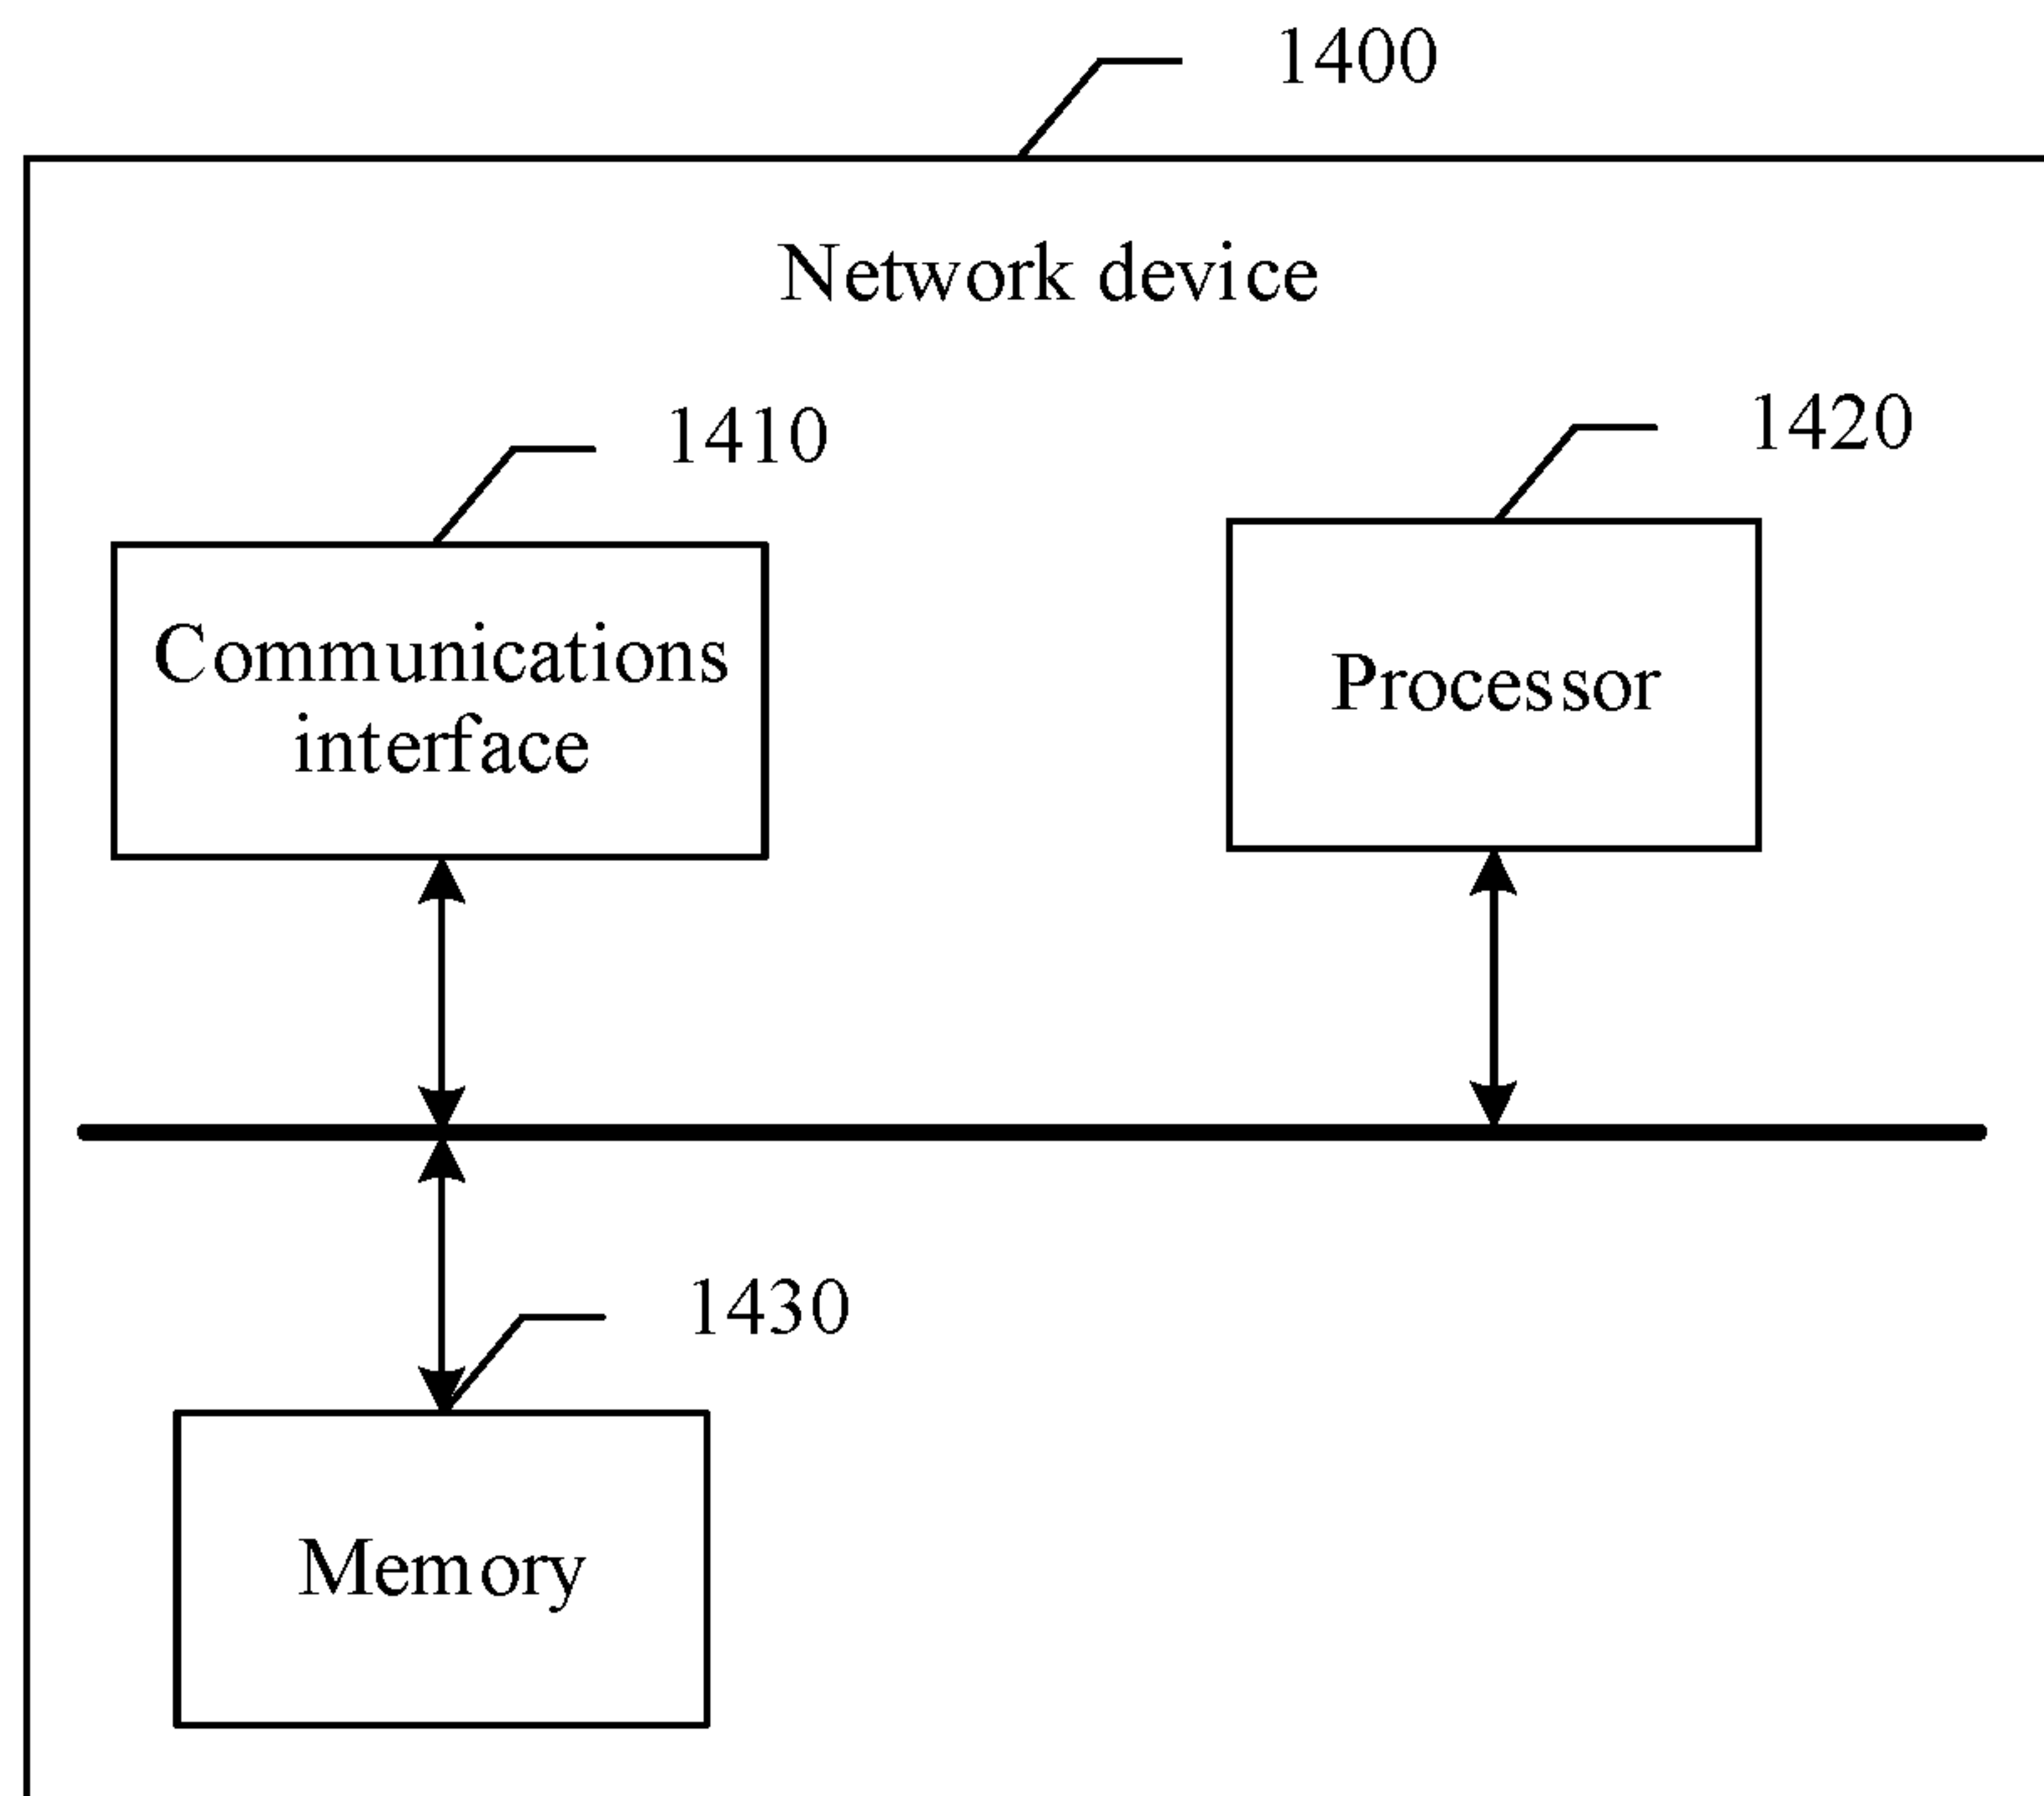 1400
Network device
1410
1420
Communications
interface
Processor
1430
Memory